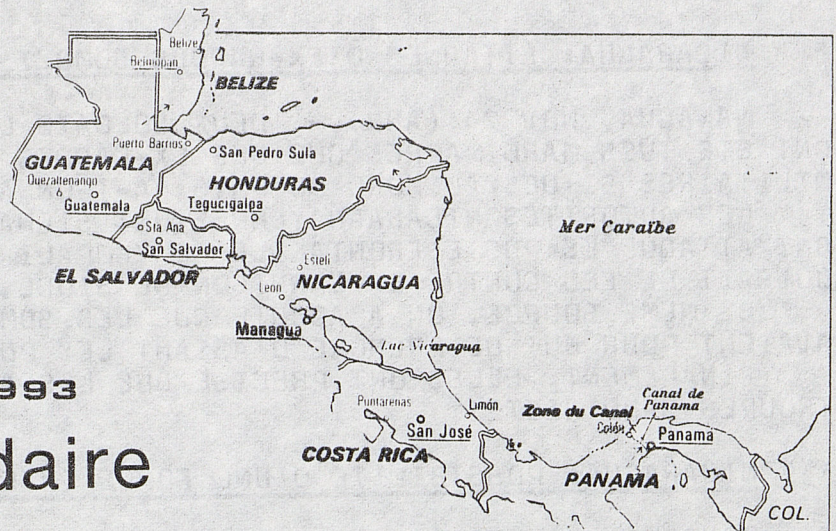 Belize
Belmopan
BELIZE
Puerto Barrios
San Pedro Sula
GUATEMALA
Quezaltenango
Guatemala
HONDURAS
Tegucigalpa
Mer Caraïbe
Sta Ana
San Salvador
EL SALVADOR
Esteli
NICARAGUA
Leon
Managua
Lac Nicaragua
993
daire
Puntarenas
Limón
San José
COSTA RICA
Canal de
Panama
Zone du Canal
Colón
Panama
PANAMA
COL.